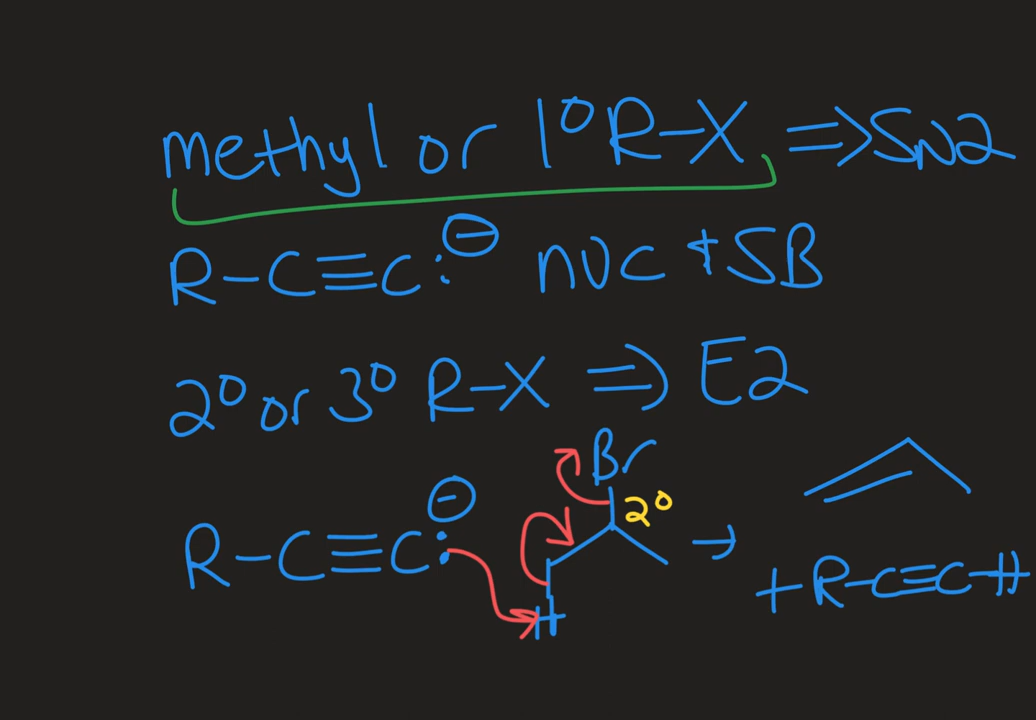 methyl or 1° R-X ⇒ SN2
R-C≡C:⊖ nuc + SB
2° or 3° R-X ⇒ E2
Br
2°
R-C≡C:⊖ →
H
+ R-C≡C-H